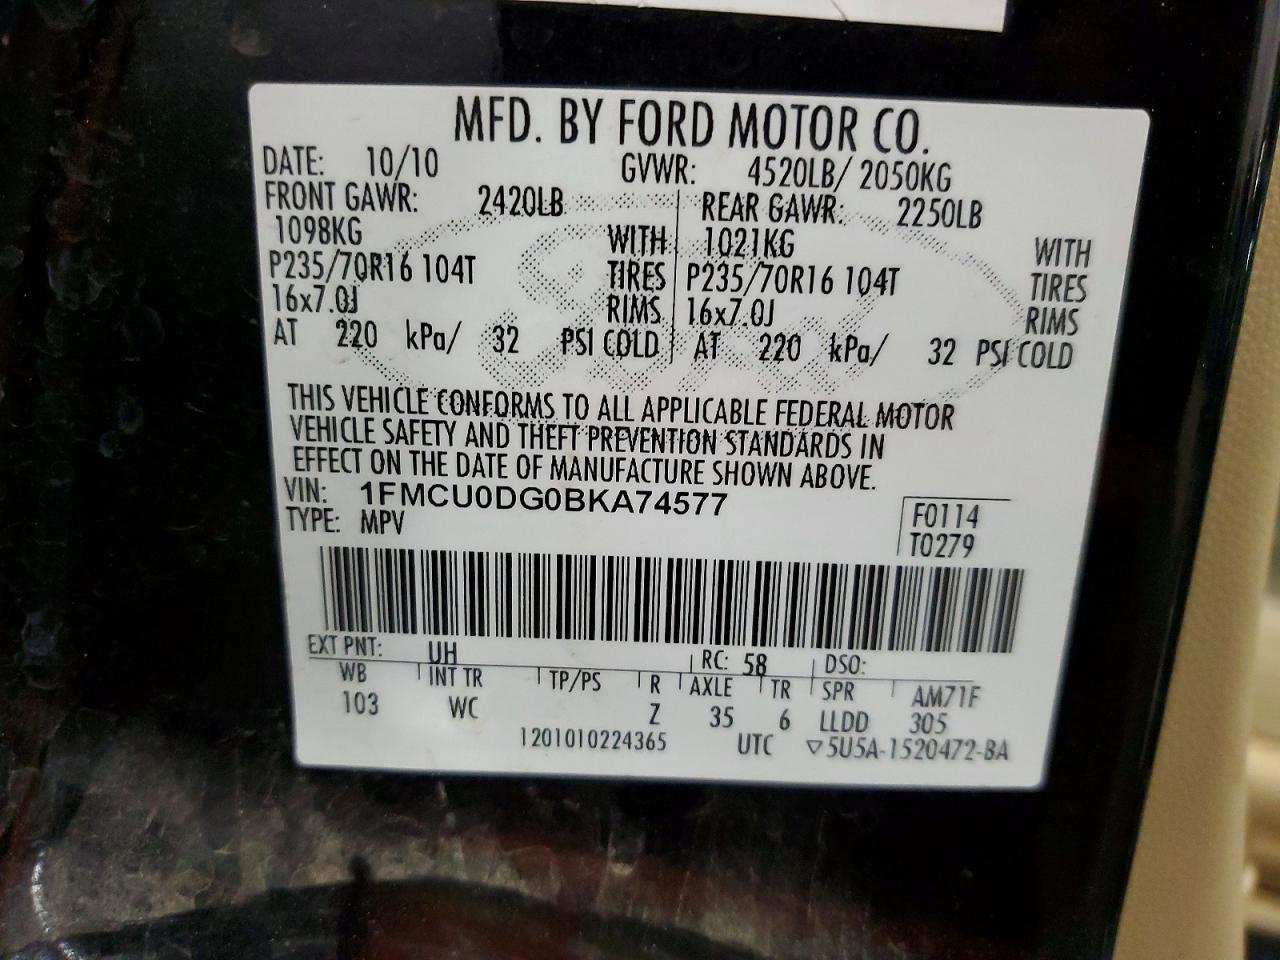 MFD. BY FORD MOTOR CO.
DATE: 10/10 GVWR: 4520LB/ 2050KG
FRONT GAWR: 2420LB REAR GAWR: 2250LB
1098KG WITH 1021KG WITH
P235/70R16 104T TIRES P235/70R16 104T TIRES
16x7.0J RIMS 16x7.0J RIMS
AT 220 kPa/ 32 PSI COLD AT 220 kPa/ 32 PSI COLD
THIS VEHICLE CONFORMS TO ALL APPLICABLE FEDERAL MOTOR
VEHICLE SAFETY AND THEFT PREVENTION STANDARDS IN
EFFECT ON THE DATE OF MANUFACTURE SHOWN ABOVE.
VIN: 1FMCU0DG0BKA74577
TYPE: MPV
F0114
T0279
EXT PNT: UH RC: 58 DSO:
WB INT TR TP/PS R AXLE TR SPR AM71F
103 WC Z 35 6 LLDD 305
1201010224365 UTC ▽5U5A-1520472-BA